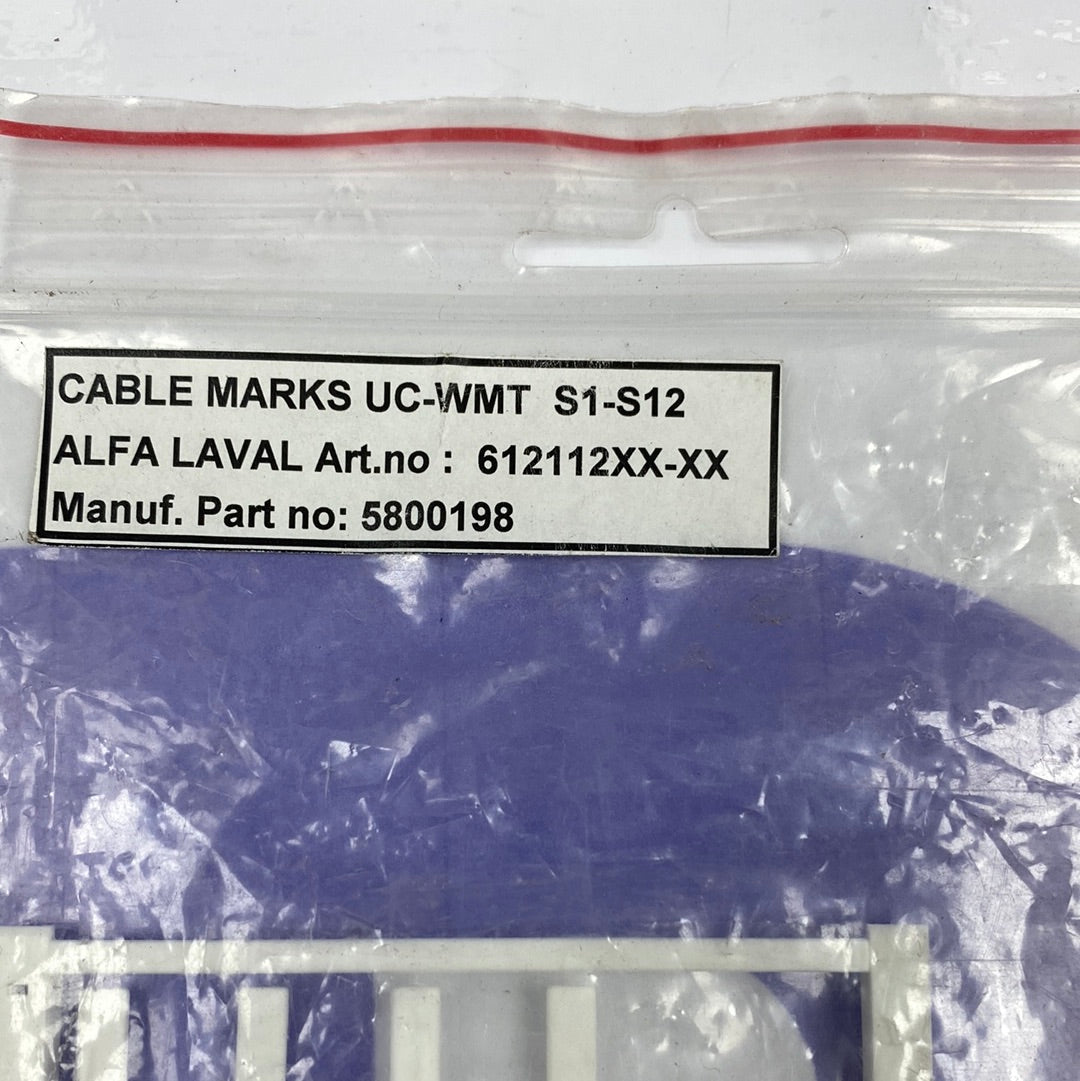 CABLE MARKS UC-WMT S1-S12
ALFA LAVAL Art.no : 612112XX-XX
Manuf. Part no: 5800198